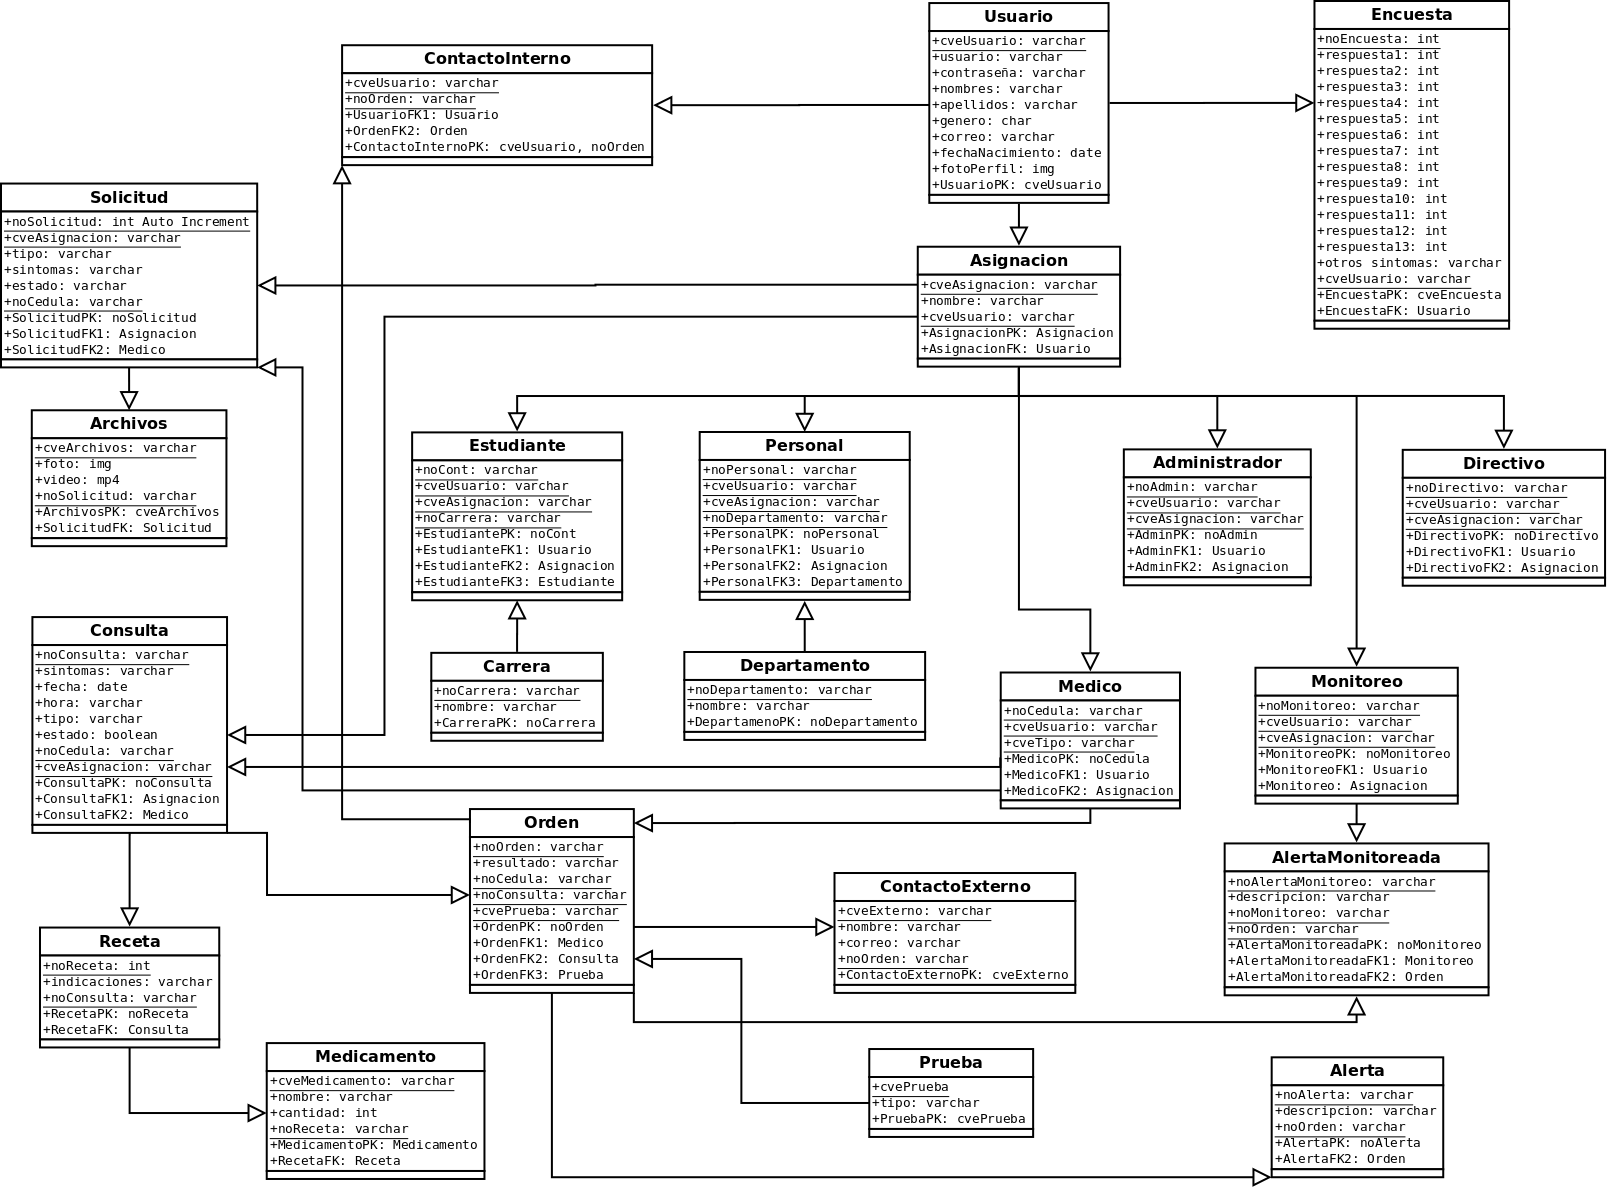 Usuario
+cveUsuario: varchar
+usuario: varchar
+contraseña: varchar
+nombres: varchar
+apellidos: varchar
+genero: char
+correo: varchar
+fechaNacimiento: date
+fotoPerfil: img
+UsuarioPK: cveUsuario
Encuesta
+noEncuesta: int
+respuesta1: int
+respuesta2: int
+respuesta3: int
+respuesta4: int
+respuesta5: int
+respuesta6: int
+respuesta7: int
+respuesta8: int
+respuesta9: int
+respuesta10: int
+respuesta11: int
+respuesta12: int
+respuesta13: int
+otros sintomas: varchar
+cveUsuario: varchar
+EncuestaPK: cveEncuesta
+EncuestaFK: Usuario
ContactoInterno
+cveUsuario: varchar
+noOrden: varchar
+UsuarioFK1: Usuario
+OrdenFK2: Orden
+ContactoInternoPK: cveUsuario, noOrden
Solicitud
+noSolicitud: int Auto Increment
+cveAsignacion: varchar
+tipo: varchar
+sintomas: varchar
+estado: varchar
+noCedula: varchar
+SolicitudPK: noSolicitud
+SolicitudFK1: Asignacion
+SolicitudFK2: Medico
Asignacion
+cveAsignacion: varchar
+nombre: varchar
+cveUsuario: varchar
+AsignacionPK: Asignacion
+AsignacionFK: Usuario
Archivos
+cveArchivos: varchar
+foto: img
+video: mp4
+noSolicitud: varchar
+ArchivosPK: cveArchivos
+SolicitudFK: Solicitud
Estudiante
+noCont: varchar
+cveUsuario: varchar
+cveAsignacion: varchar
+noCarrera: varchar
+EstudiantePK: noCont
+EstudianteFK1: Usuario
+EstudianteFK2: Asignacion
+EstudianteFK3: Estudiante
Personal
+noPersonal: varchar
+cveUsuario: varchar
+cveAsignacion: varchar
+noDepartamento: varchar
+PersonalPK: noPersonal
+PersonalFK1: Usuario
+PersonalFK2: Asignacion
+PersonalFK3: Departamento
Administrador
+noAdmin: varchar
+cveUsuario: varchar
+cveAsignacion: varchar
+AdminPK: noAdmin
+AdminFK1: Usuario
+AdminFK2: Asignacion
Directivo
+noDirectivo: varchar
+cveUsuario: varchar
+cveAsignacion: varchar
+DirectivoPK: noDirectivo
+DirectivoFK1: Usuario
+DirectivoFK2: Asignacion
Consulta
+noConsulta: varchar
+sintomas: varchar
+fecha: date
+hora: varchar
+tipo: varchar
+estado: boolean
+noCedula: varchar
+cveAsignacion: varchar
+ConsultaPK: noConsulta
+ConsultaFK1: Asignacion
+ConsultaFK2: Medico
Carrera
+noCarrera: varchar
+nombre: varchar
+CarreraPK: noCarrera
Departamento
+noDepartamento: varchar
+nombre: varchar
+DepartamenoPK: noDepartamento
Medico
+noCedula: varchar
+cveUsuario: varchar
+cveTipo: varchar
+MedicoPK: noCedula
+MedicoFK1: Usuario
+MedicoFK2: Asignacion
Monitoreo
+noMonitoreo: varchar
+cveUsuario: varchar
+cveAsignacion: varchar
+MonitoreoPK: noMonitoreo
+MonitoreoFK1: Usuario
+Monitoreo: Asignacion
Orden
+noOrden: varchar
+resultado: varchar
+noCedula: varchar
+noConsulta: varchar
+cvePrueba: varchar
+OrdenPK: noOrden
+OrdenFK1: Medico
+OrdenFK2: Consulta
+OrdenFK3: Prueba
ContactoExterno
+cveExterno: varchar
+nombre: varchar
+correo: varchar
+noOrden: varchar
+ContactoExternoPK: cveExterno
AlertaMonitoreada
+noAlertaMonitoreo: varchar
+descripcion: varchar
+noMonitoreo: varchar
+noOrden: varchar
+AlertaMonitoreadaPK: noMonitoreo
+AlertaMonitoreadaFK1: Monitoreo
+AlertaMonitoreadaFK2: Orden
Receta
+noReceta: int
+indicaciones: varchar
+noConsulta: varchar
+RecetaPK: noReceta
+RecetaFK: Consulta
Medicamento
+cveMedicamento: varchar
+nombre: varchar
+cantidad: int
+noReceta: varchar
+MedicamentoPK: Medicamento
+RecetaFK: Receta
Prueba
+cvePrueba
+tipo: varchar
+PruebaPK: cvePrueba
Alerta
+noAlerta: varchar
+descripcion: varchar
+noOrden: varchar
+AlertaPK: noAlerta
+AlertaFK2: Orden